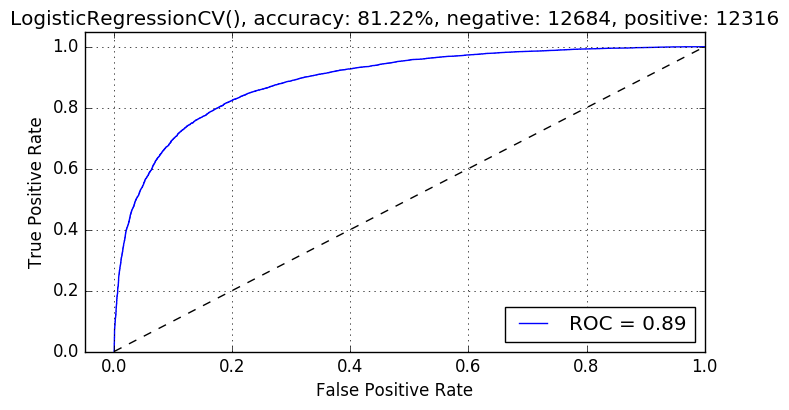 LogisticRegressionCV(), accuracy: 81.22%, negative: 12684, positive: 12316
1.0
0.8
0.6
0.4
0.2
0.0
True Positive Rate
ROC = 0.89
0.0 0.2 0.4 0.6 0.8 1.0
False Positive Rate